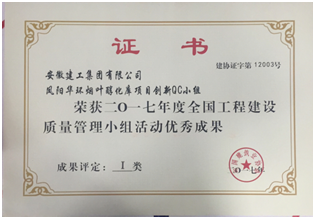 证书
建协证字第12003号
安徽建工集团有限公司
凤阳华环烟叶醇化库项目创新QC小组
荣获二〇一七年度全国工程建设
质量管理小组活动优秀成果
成果评定：I类